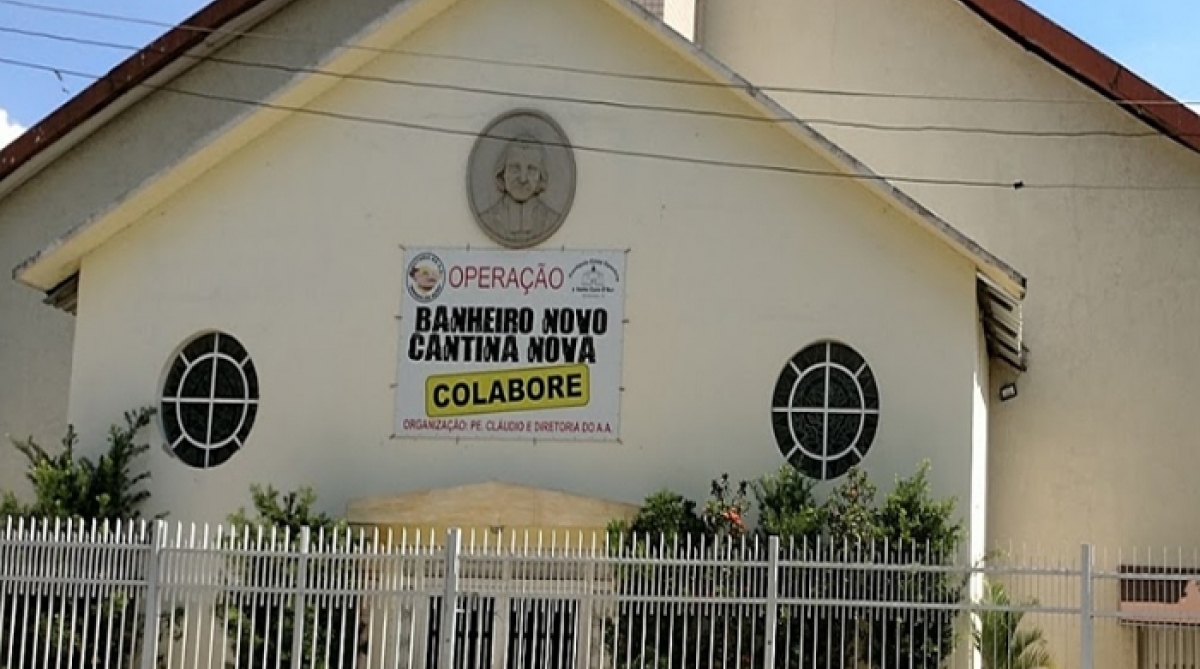 OPERAÇÃO
BANHEIRO NOVO
CANTINA NOVA
COLABORE
ORGANIZAÇÃO: PE. CLÁUDIO E DIRETORIA DO A.A.